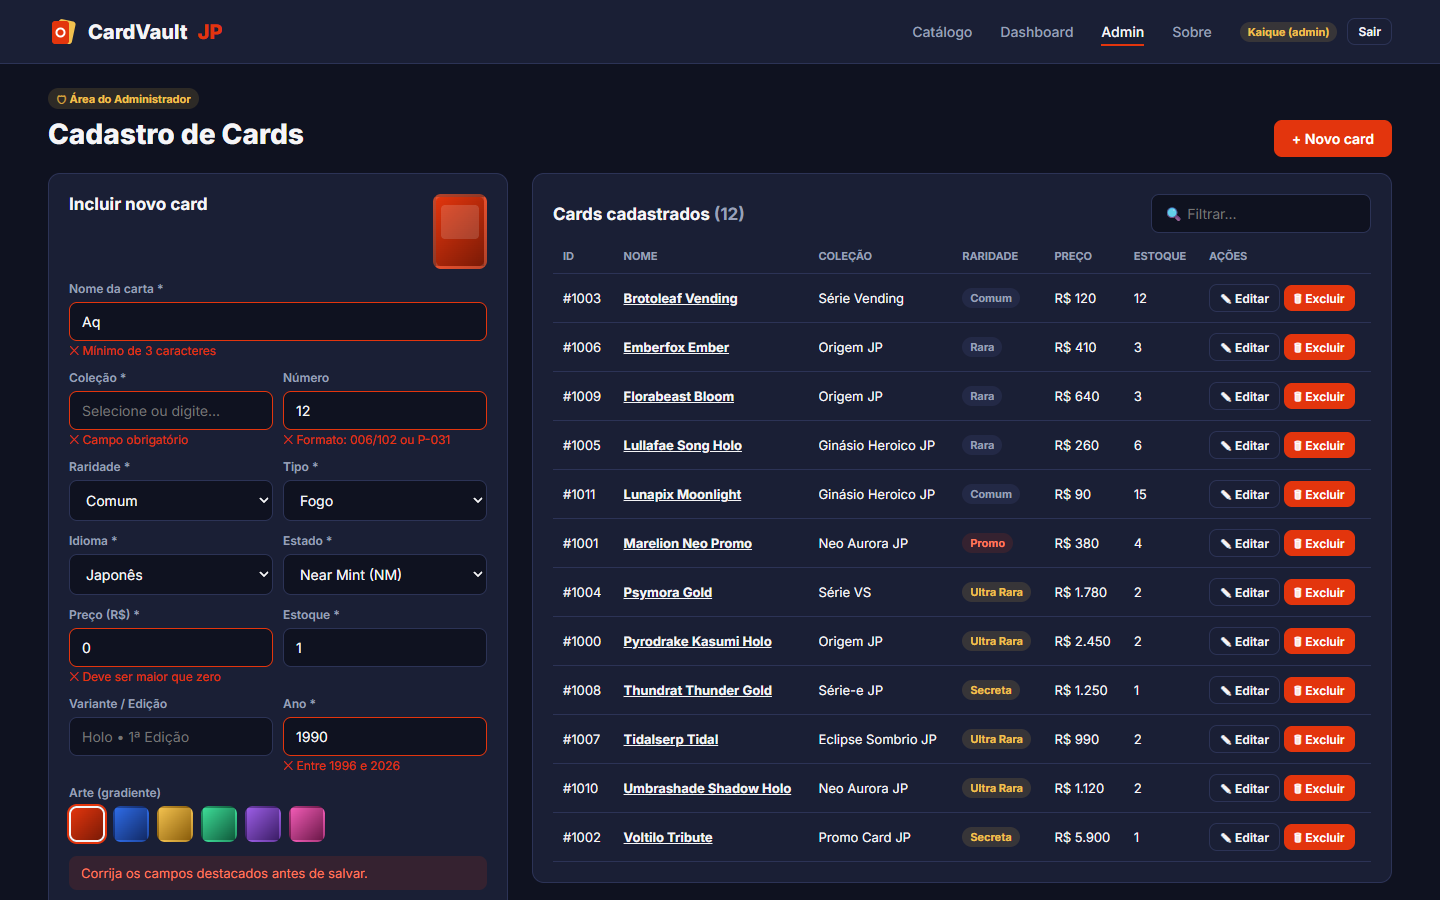 CardVault JP
Catálogo Dashboard Admin Sobre Kaique (admin) Sair
Área do Administrador
Cadastro de Cards
+ Novo card
Incluir novo card
Nome da carta *
Aq
✕ Mínimo de 3 caracteres
Coleção * Número
Selecione ou digite... 12
✕ Campo obrigatório ✕ Formato: 006/102 ou P-031
Raridade * Tipo *
Comum Fogo
Idioma * Estado *
Japonês Near Mint (NM)
Preço (R$) * Estoque *
0 1
✕ Deve ser maior que zero
Variante / Edição Ano *
Holo • 1ª Edição 1990
✕ Entre 1996 e 2026
Arte (gradiente)
Corrija os campos destacados antes de salvar.
Cards cadastrados (12) Filtrar...
ID NOME COLEÇÃO RARIDADE PREÇO ESTOQUE AÇÕES
#1003 Brotoleaf Vending Série Vending Comum R$ 120 12 Editar Excluir
#1006 Emberfox Ember Origem JP Rara R$ 410 3 Editar Excluir
#1009 Florabeast Bloom Origem JP Rara R$ 640 3 Editar Excluir
#1005 Lullafae Song Holo Ginásio Heroico JP Rara R$ 260 6 Editar Excluir
#1011 Lunapix Moonlight Ginásio Heroico JP Comum R$ 90 15 Editar Excluir
#1001 Marelion Neo Promo Neo Aurora JP Promo R$ 380 4 Editar Excluir
#1004 Psymora Gold Série VS Ultra Rara R$ 1.780 2 Editar Excluir
#1000 Pyrodrake Kasumi Holo Origem JP Ultra Rara R$ 2.450 2 Editar Excluir
#1008 Thundrat Thunder Gold Série-e JP Secreta R$ 1.250 1 Editar Excluir
#1007 Tidalserp Tidal Eclipse Sombrio JP Ultra Rara R$ 990 2 Editar Excluir
#1010 Umbrashade Shadow Holo Neo Aurora JP Ultra Rara R$ 1.120 2 Editar Excluir
#1002 Voltilo Tribute Promo Card JP Secreta R$ 5.900 1 Editar Excluir